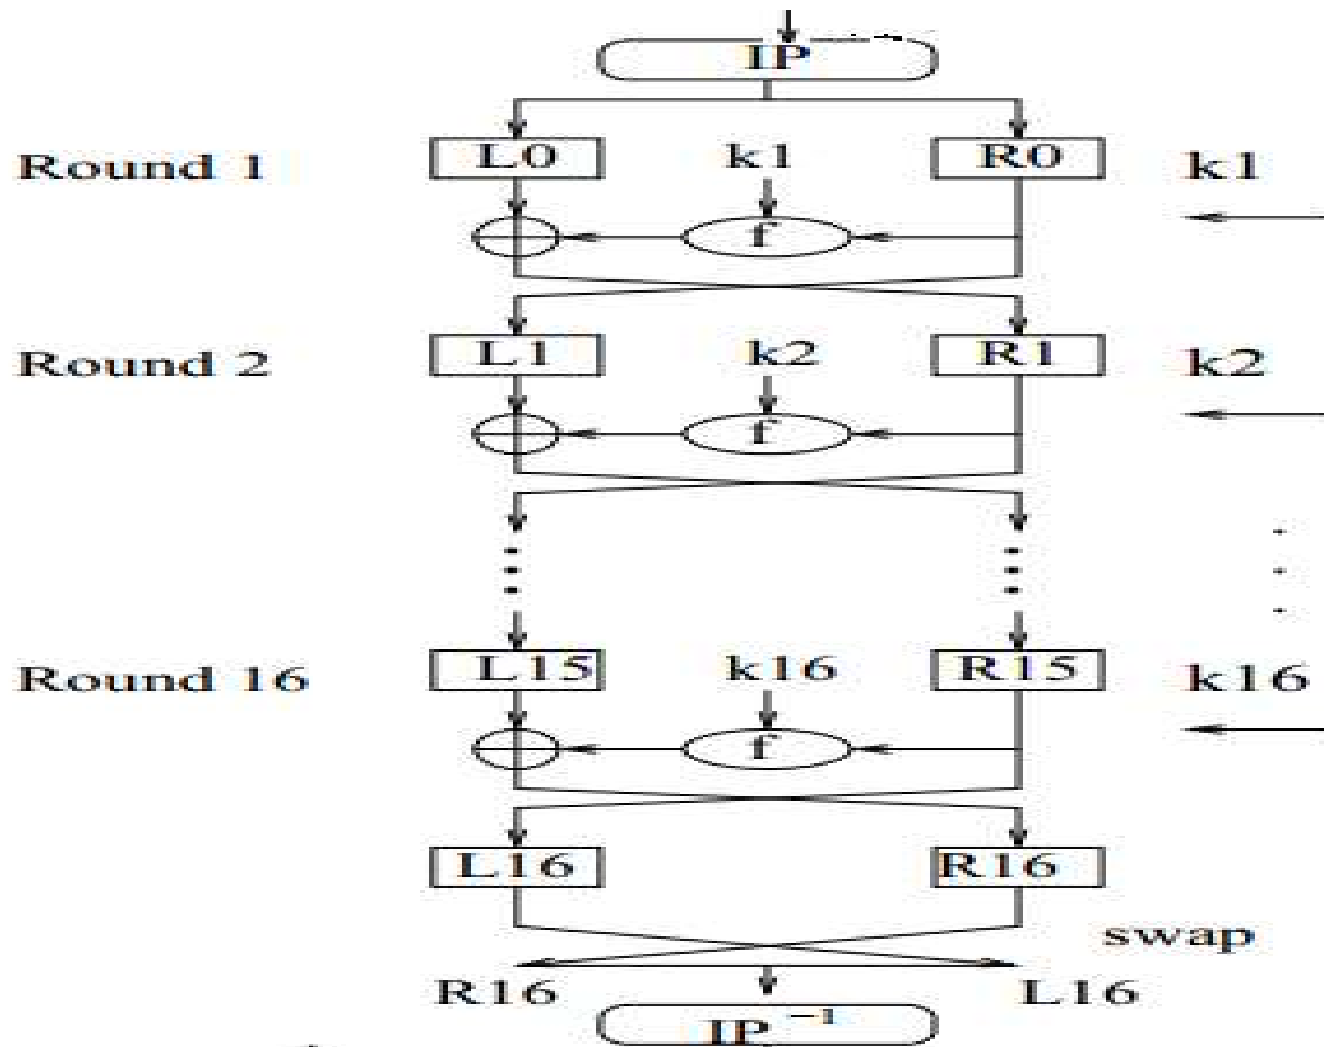 IP
Round 1 L0 k1 R0 k1
f
Round 2 L1 k2 R1 k2
f
Round 16 L15 k16 R15 k16
f
L16 R16
swap
R16 L16
IP -1